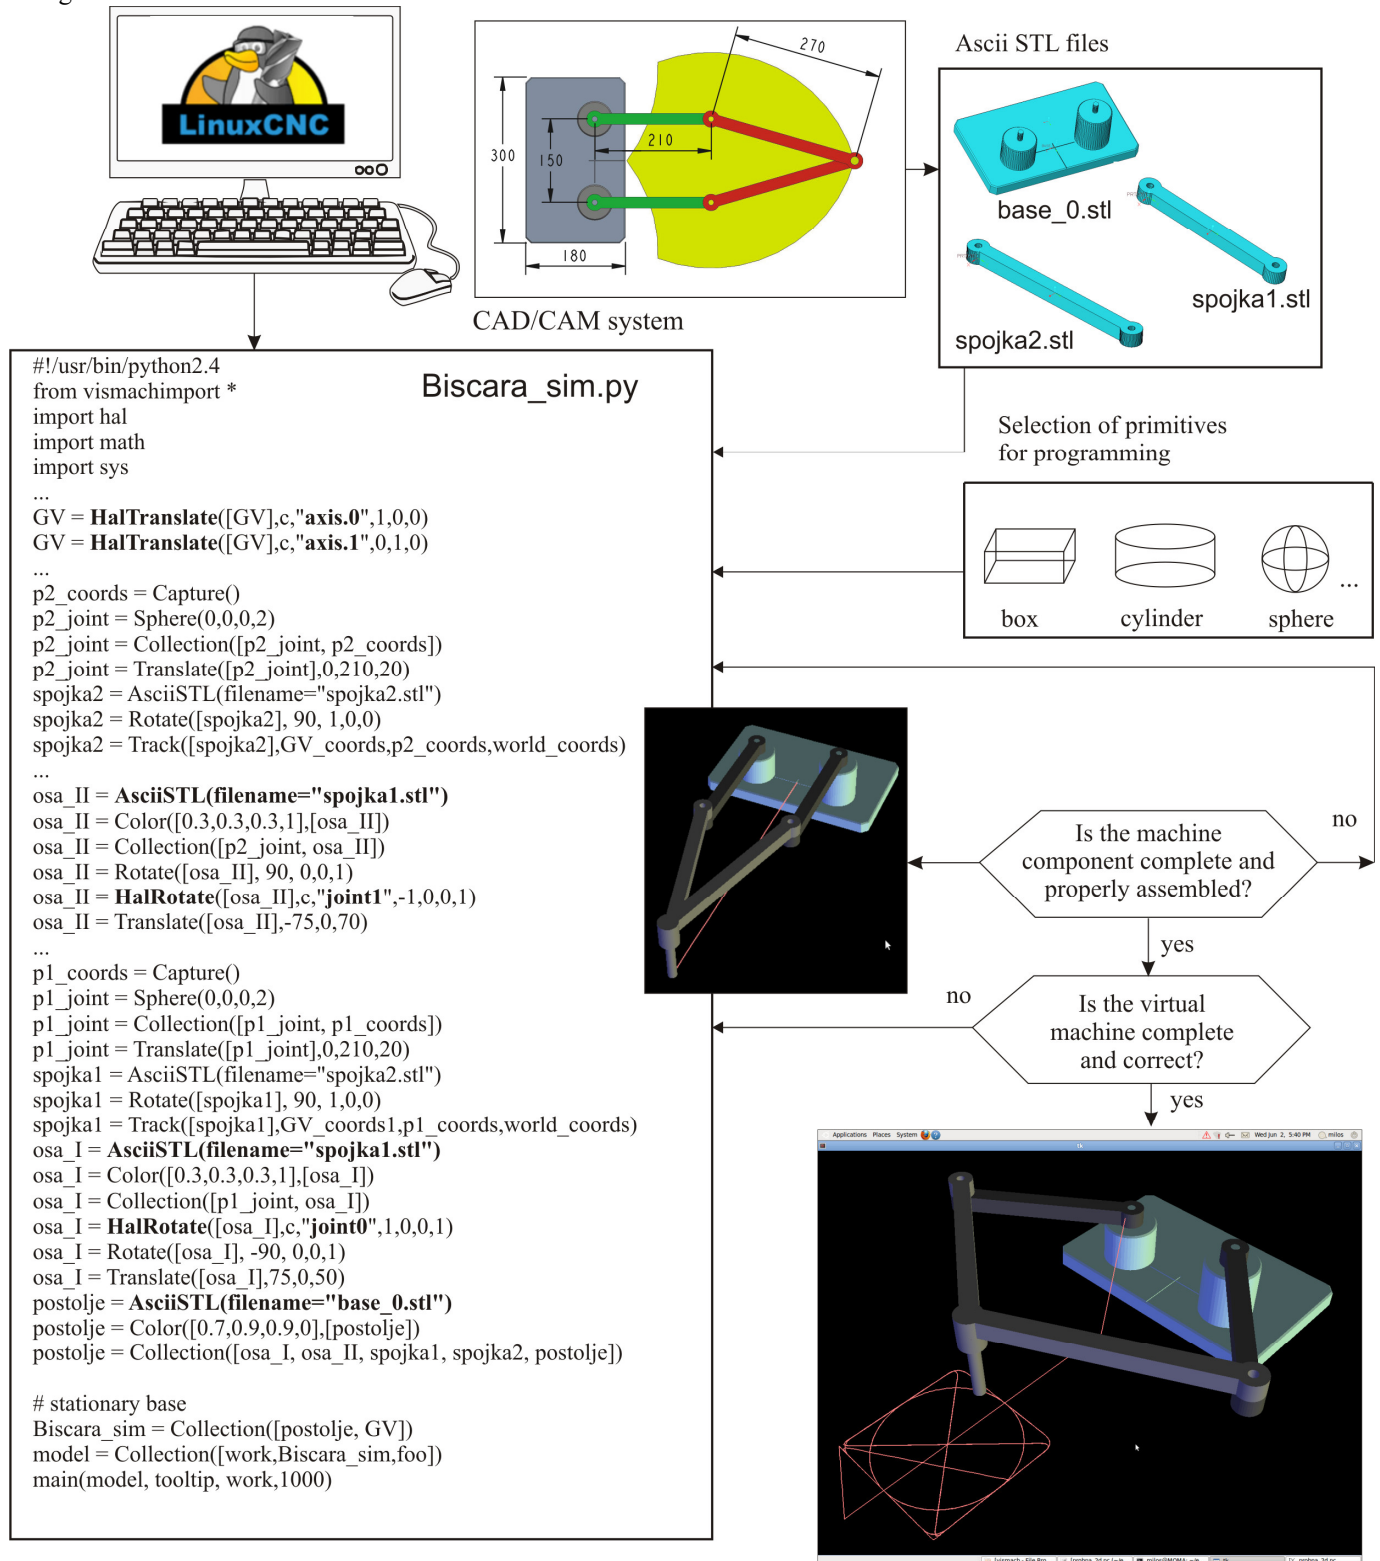 LinuxCNC
270
210
300
150
180
CAD/CAM system
Ascii STL files
base_0.stl
spojka1.stl
spojka2.stl
Biscara_sim.py
#!/usr/bin/python2.4
from vismachimport *
import hal
import math
import sys
...
GV = HalTranslate([GV],c,"axis.0",1,0,0)
GV = HalTranslate([GV],c,"axis.1",0,1,0)
...
p2_coords = Capture()
p2_joint = Sphere(0,0,0,2)
p2_joint = Collection([p2_joint, p2_coords])
p2_joint = Translate([p2_joint],0,210,20)
spojka2 = AsciiSTL(filename="spojka2.stl")
spojka2 = Rotate([spojka2], 90, 1,0,0)
spojka2 = Track([spojka2],GV_coords,p2_coords,world_coords)
...
osa_II = AsciiSTL(filename="spojka1.stl")
osa_II = Color([0.3,0.3,0.3,1],[osa_II])
osa_II = Collection([p2_joint, osa_II])
osa_II = Rotate([osa_II], 90, 0,0,1)
osa_II = HalRotate([osa_II],c,"joint1",-1,0,0,1)
osa_II = Translate([osa_II],-75,0,70)
...
p1_coords = Capture()
p1_joint = Sphere(0,0,0,2)
p1_joint = Collection([p1_joint, p1_coords])
p1_joint = Translate([p1_joint],0,210,20)
spojka1 = AsciiSTL(filename="spojka2.stl")
spojka1 = Rotate([spojka1], 90, 1,0,0)
spojka1 = Track([spojka1],GV_coords1,p1_coords,world_coords)
osa_I = AsciiSTL(filename="spojka1.stl")
osa_I = Color([0.3,0.3,0.3,1],[osa_I])
osa_I = Collection([p1_joint, osa_I])
osa_I = HalRotate([osa_I],c,"joint0",1,0,0,1)
osa_I = Rotate([osa_I], -90, 0,0,1)
osa_I = Translate([osa_I],75,0,50)
postolje = AsciiSTL(filename="base_0.stl")
postolje = Color([0.7,0.9,0.9,0],[postolje])
postolje = Collection([osa_I, osa_II, spojka1, spojka2, postolje])
# stationary base
Biscara_sim = Collection([postolje, GV])
model = Collection([work,Biscara_sim,foo])
main(model, tooltip, work,1000)
Selection of primitives
for programming
box
cylinder
sphere
...
Is the machine
component complete and
properly assembled?
no
yes
Is the virtual
machine complete
and correct?
no
yes
Applications Places System
Wed Jun 2, 5:40 PM
milos